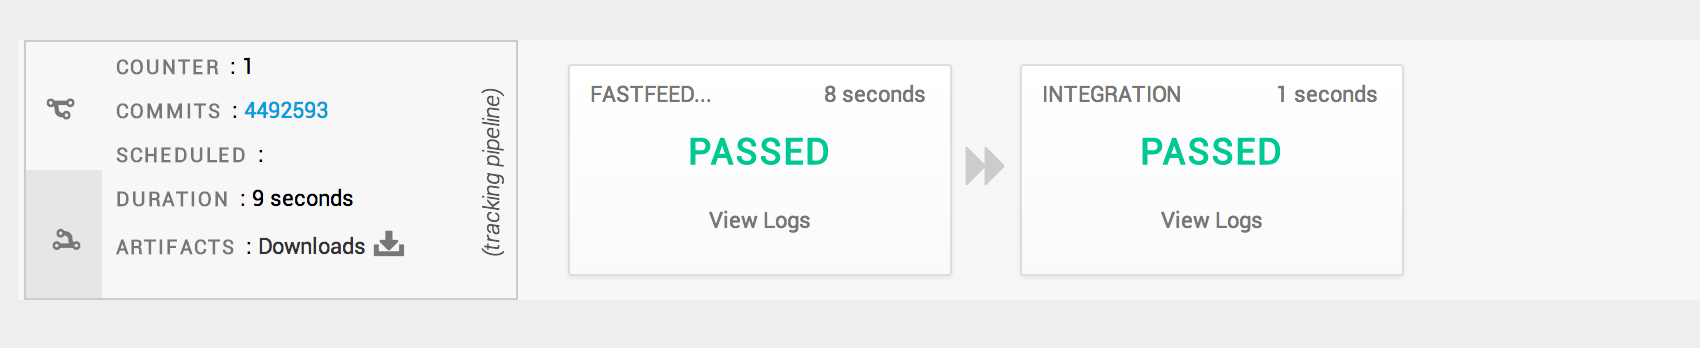 COUNTER : 1
COMMITS : 4492593
SCHEDULED :
DURATION : 9 seconds
ARTIFACTS : Downloads
(tracking pipeline)
FASTFEED... 8 seconds
PASSED
View Logs
INTEGRATION 1 seconds
PASSED
View Logs